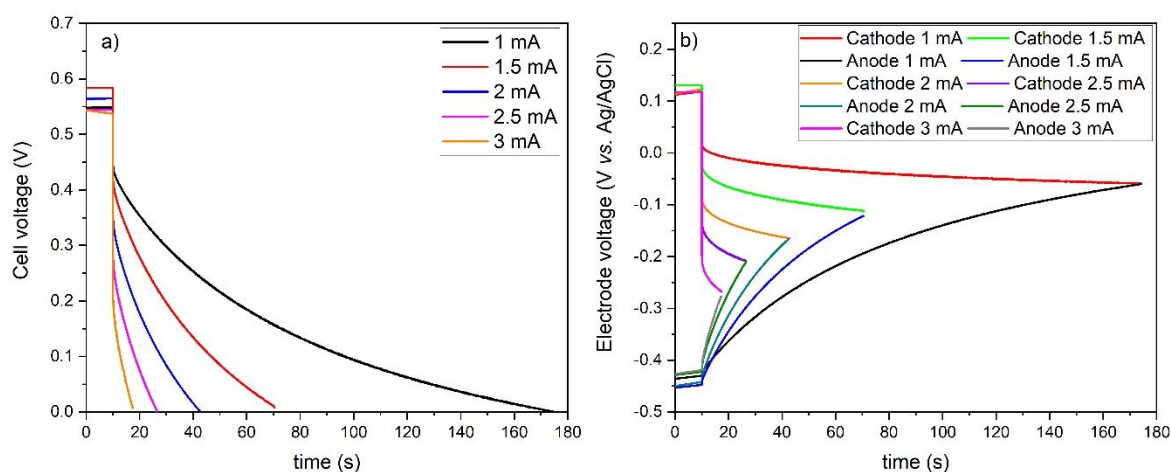 a)
1 mA
1.5 mA
2 mA
2.5 mA
3 mA
0.7
0.6
0.5
0.4
0.3
0.2
0.1
0.0
Cell voltage (V)
0 20 40 60 80 100 120 140 160 180
time (s)
b)
Cathode 1 mA Cathode 1.5 mA
Anode 1 mA Anode 1.5 mA
Cathode 2 mA Cathode 2.5 mA
Anode 2 mA Anode 2.5 mA
Cathode 3 mA Anode 3 mA
0.2
0.1
0.0
-0.1
-0.2
-0.3
-0.4
-0.5
Electrode voltage (V vs. Ag/AgCl)
0 20 40 60 80 100 120 140 160 180
time (s)